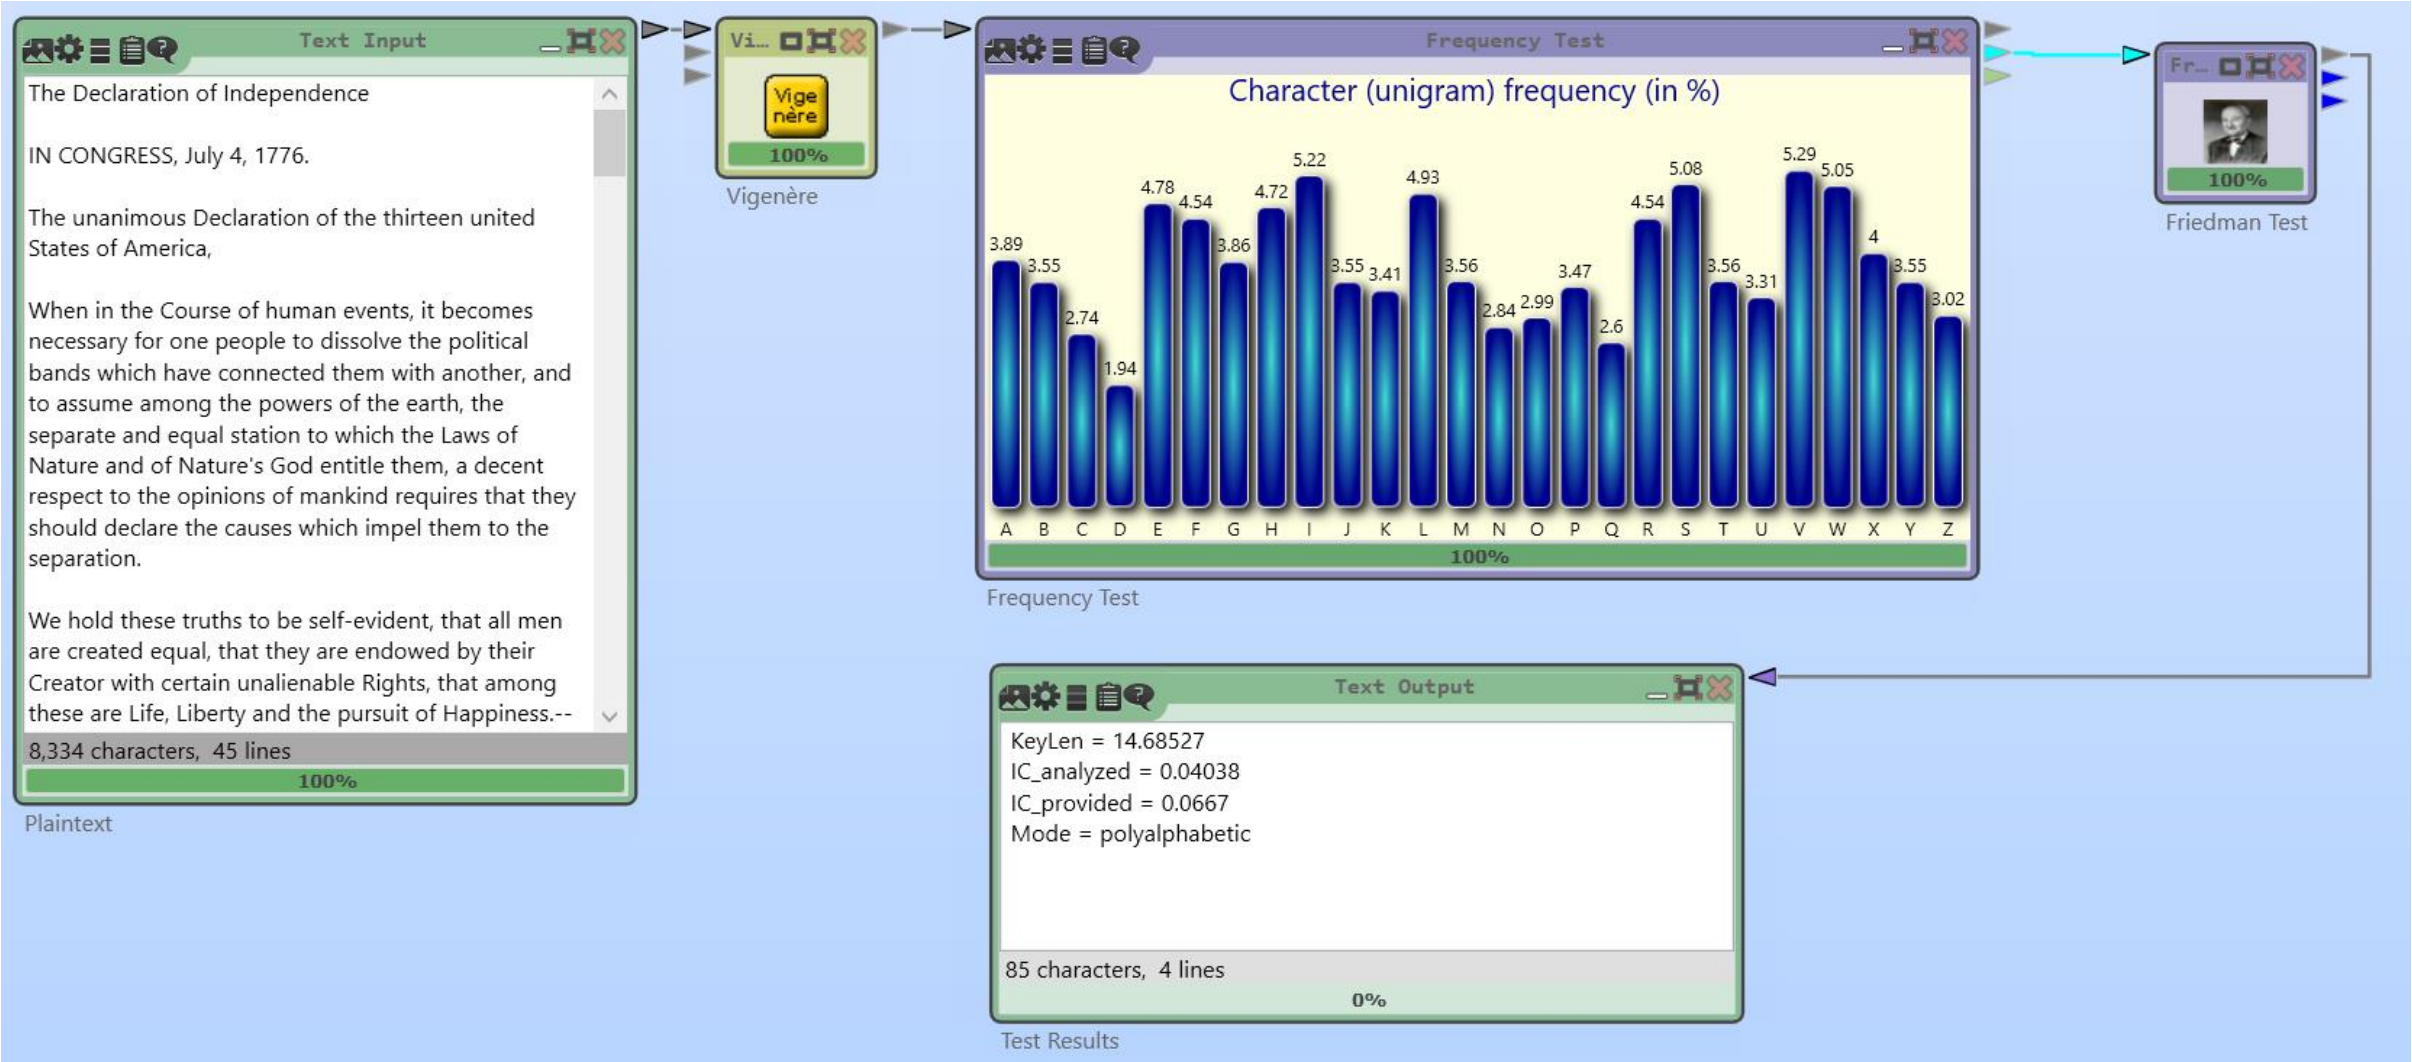 Text Input
The Declaration of Independence
IN CONGRESS, July 4, 1776.
The unanimous Declaration of the thirteen united
States of America,
When in the Course of human events, it becomes
necessary for one people to dissolve the political
bands which have connected them with another, and
to assume among the powers of the earth, the
separate and equal station to which the Laws of
Nature and of Nature's God entitle them, a decent
respect to the opinions of mankind requires that they
should declare the causes which impel them to the
separation.
We hold these truths to be self-evident, that all men
are created equal, that they are endowed by their
Creator with certain unalienable Rights, that among
these are Life, Liberty and the pursuit of Happiness.--
8,334 characters, 45 lines
100%
Plaintext
Vi...
Vige
nère
100%
Vigenère
Frequency Test
Character (unigram) frequency (in %)
3.89 3.55 2.74 1.94 4.78 4.54 3.86 4.72 5.22 3.55 3.41 4.93 3.56 2.84 2.99 3.47 2.6 4.54 5.08 3.56 3.31 5.29 5.05 4 3.55 3.02
A B C D E F G H I J K L M N O P Q R S T U V W X Y Z
100%
Frequency Test
Fr...
100%
Friedman Test
Text Output
KeyLen = 14.68527
IC_analyzed = 0.04038
IC_provided = 0.0667
Mode = polyalphabetic
85 characters, 4 lines
0%
Test Results